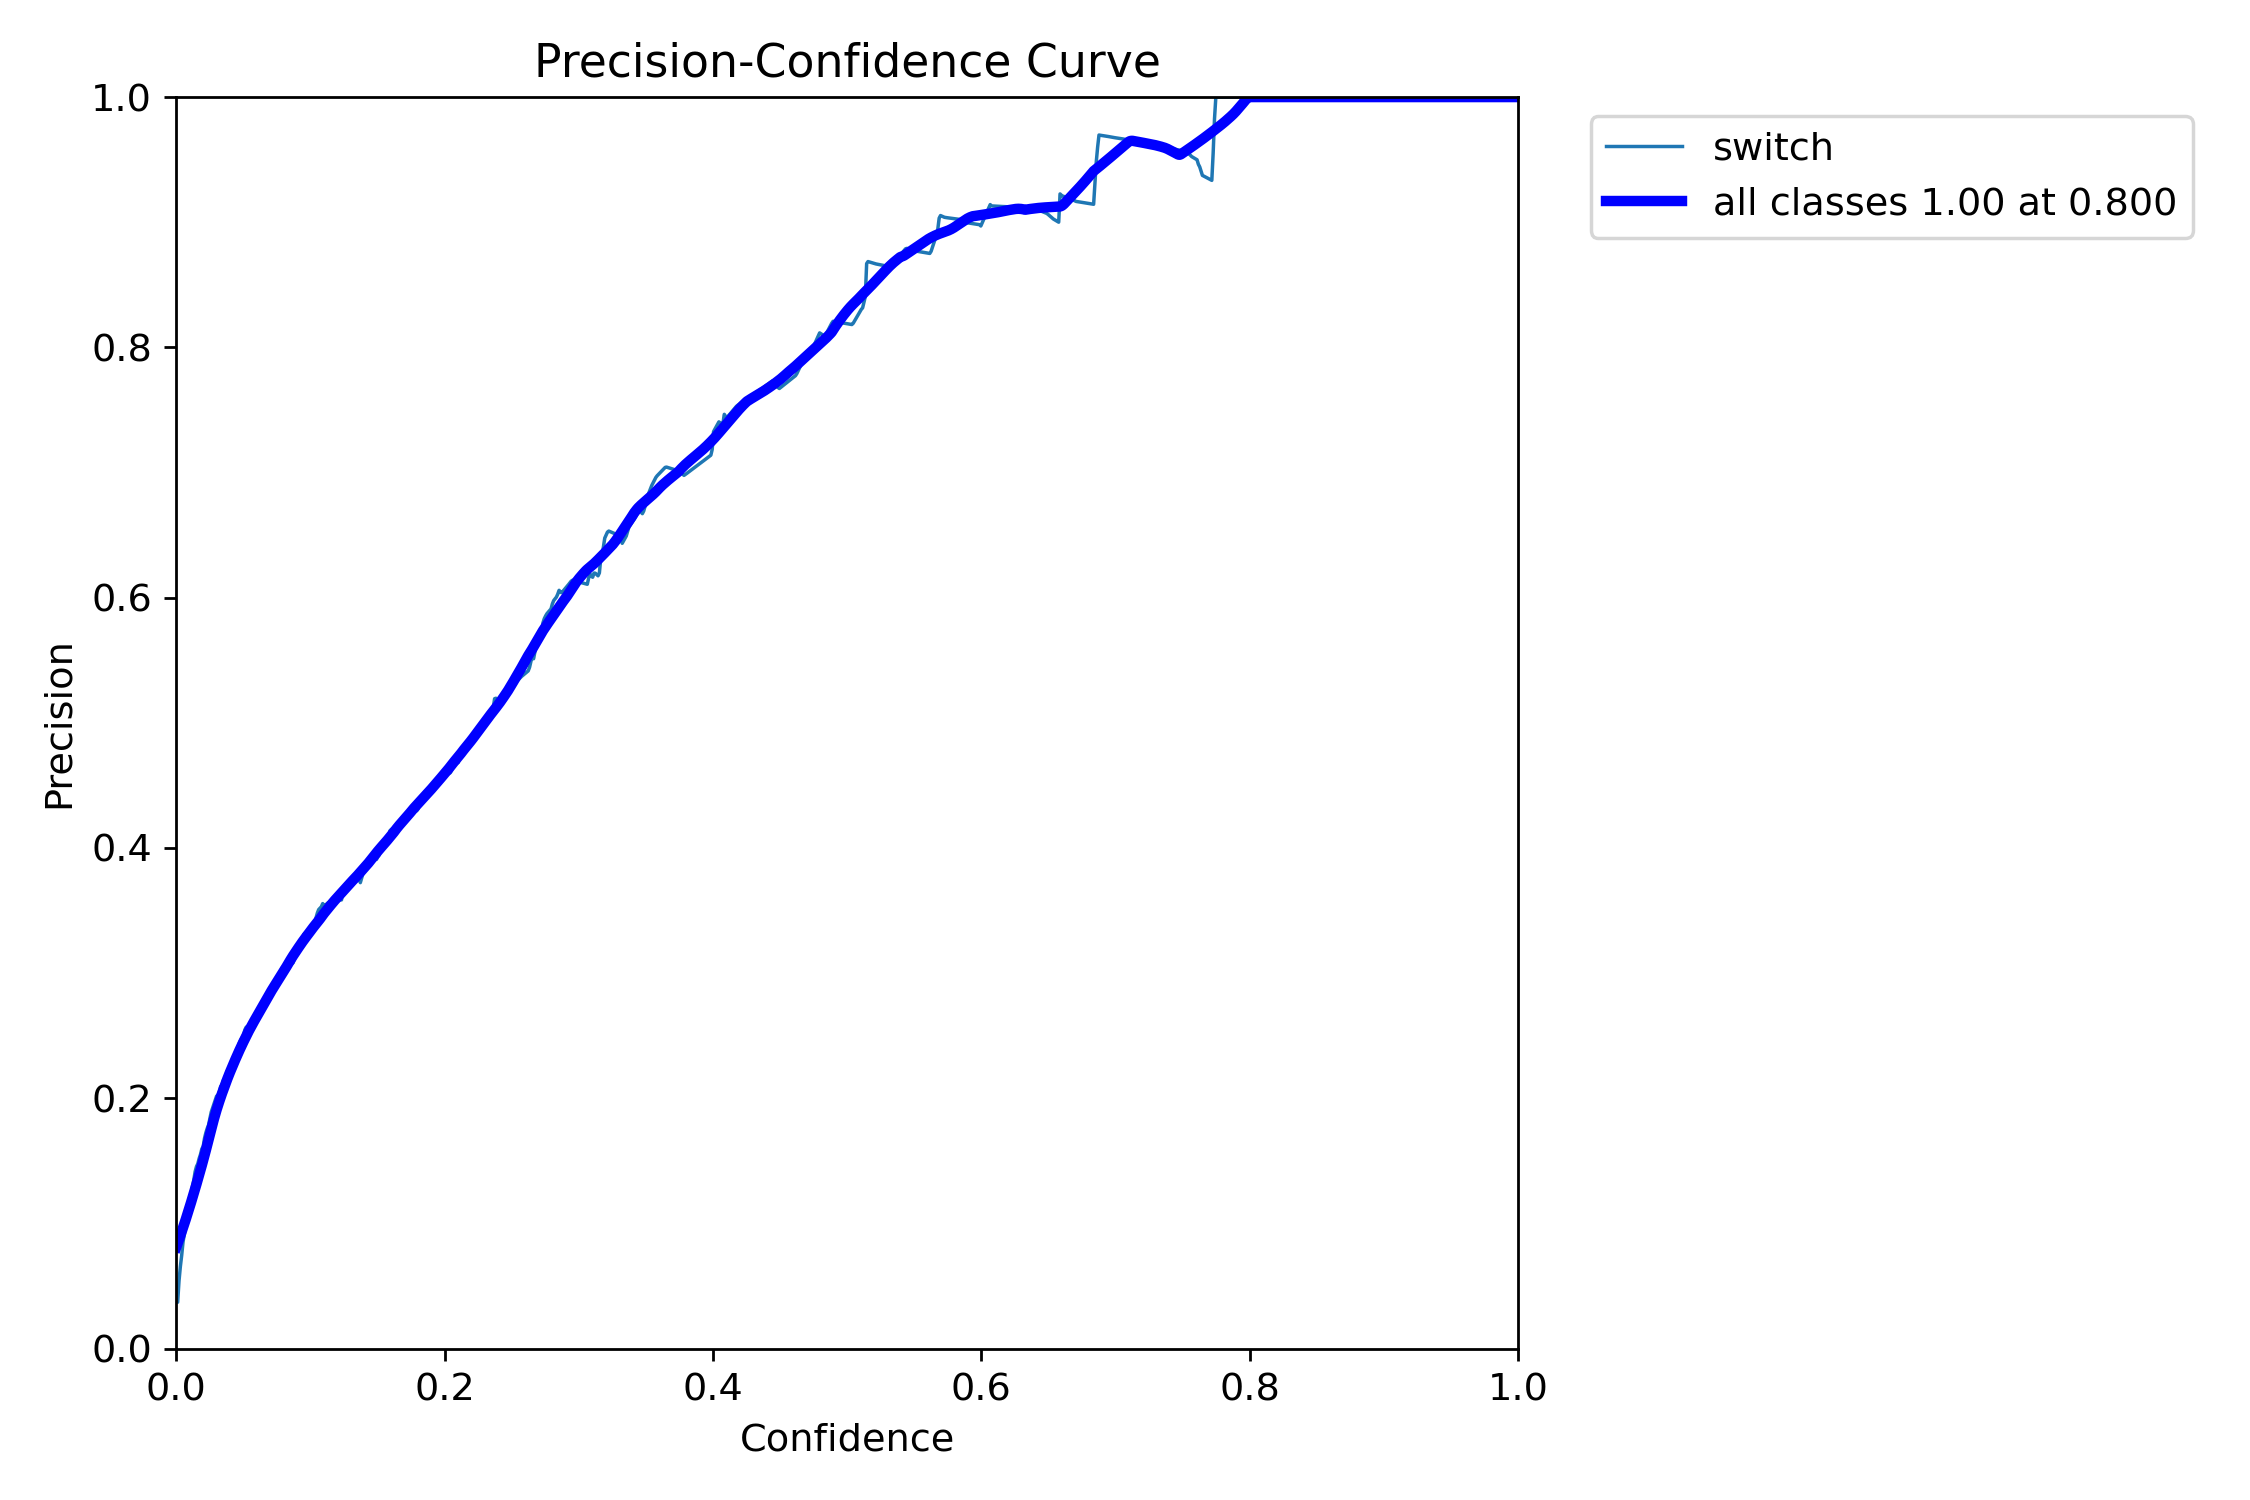 Precision-Confidence Curve
1.0
0.8
0.6
0.4
0.2
0.0
Precision
0.0 0.2 0.4 0.6 0.8 1.0
Confidence
switch
all classes 1.00 at 0.800